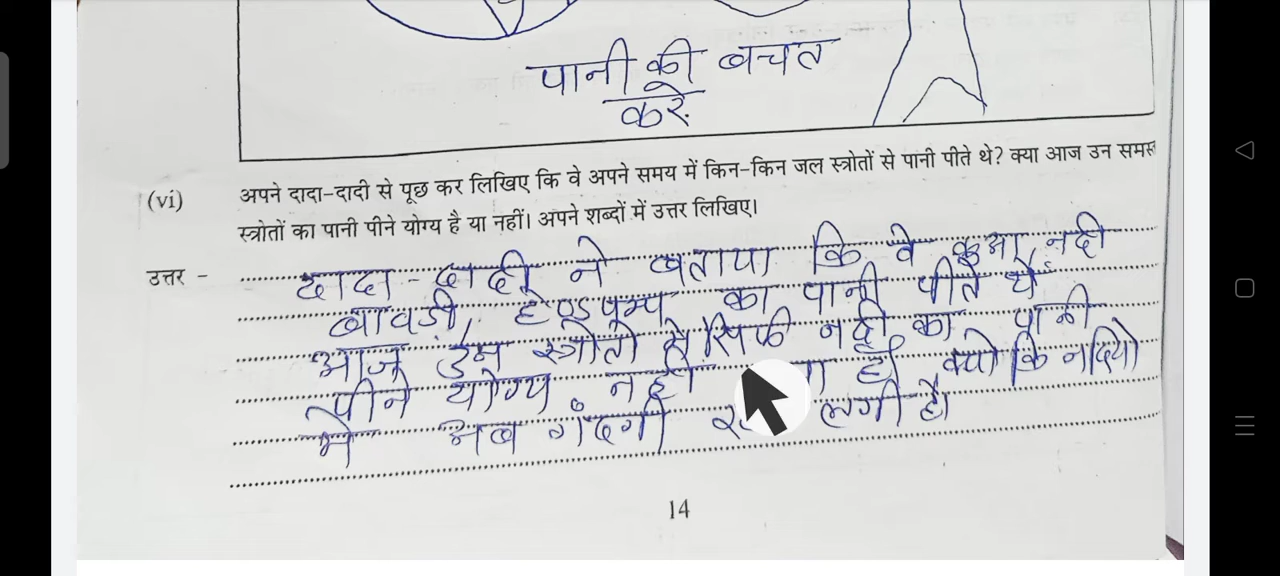 पानी की बचत
करे
(vi) अपने दादा-दादी से पूछ कर लिखिए कि वे अपने समय में किन-किन जल स्त्रोतों से पानी पीते थे? क्या आज उन समस्त
स्त्रोतों का पानी पीने योग्य है या नहीं। अपने शब्दों में उत्तर लिखिए।
उत्तर - दादा-दादी ने बताया कि वे कुआ, नदी
बावडी, हेण्डपम्प का पानी पीते थे
आज उन स्त्रोतो से सिर्फ नदी का पानी
पीने योग्य नही है। क्योकि नदियो
मे अब गंदगी लगी है।
14